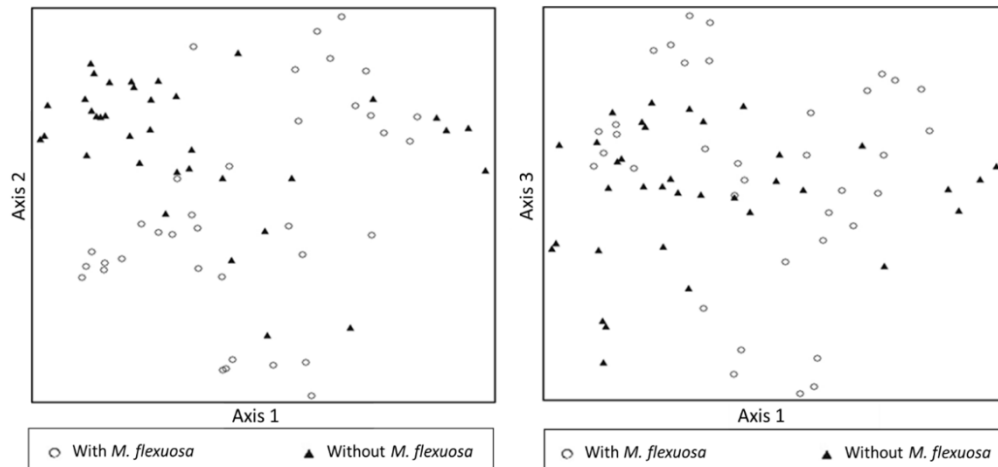 Axis 2
Axis 1
With M. flexuosa
Without M. flexuosa
Axis 3
Axis 1
With M. flexuosa
Without M. flexuosa